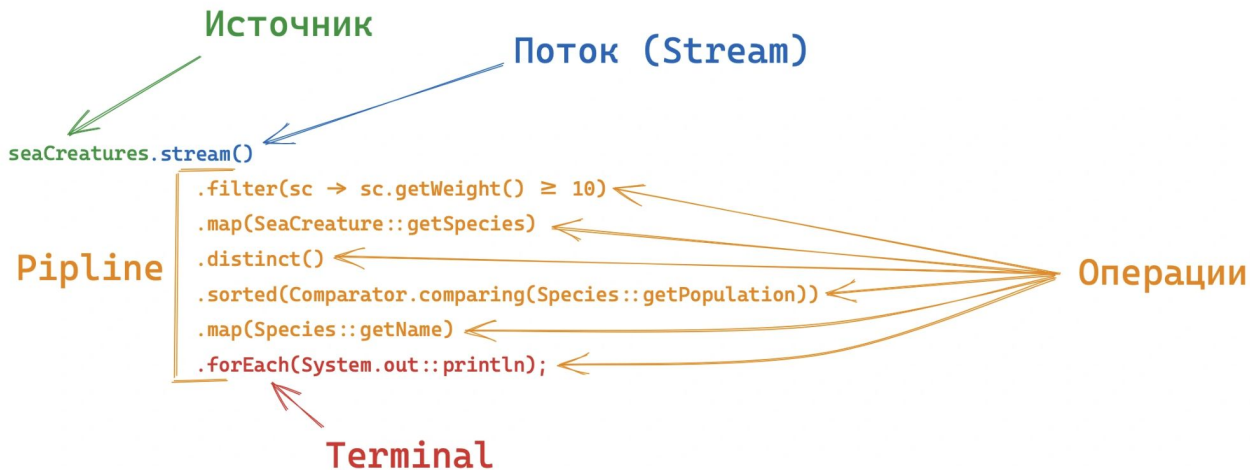 Источник
Поток (Stream)
seaCreatures.stream()
.filter(sc → sc.getWeight() ≥ 10)
.map(SeaCreature::getSpecies)
.distinct()
Pipline
Операции
.sorted(Comparator.comparing(Species::getPopulation))
.map(Species::getName)
.forEach(System.out::println);
Terminal